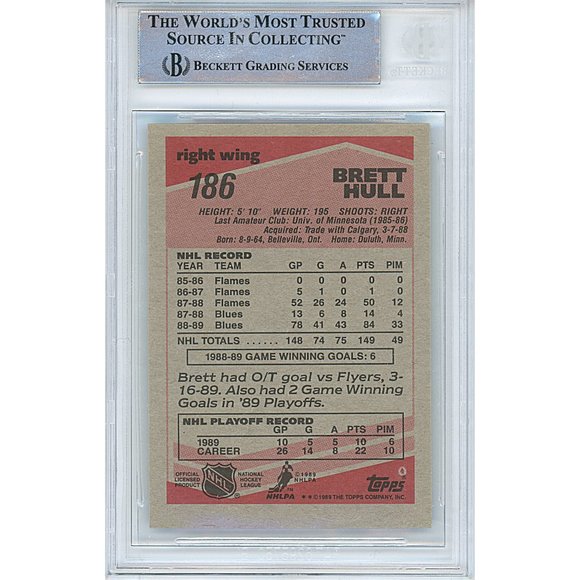 THE WORLD'S MOST TRUSTED
SOURCE IN COLLECTING™
BECKETT GRADING SERVICES
BECKETT
right wing
186
BRETT
HULL
HEIGHT: 5' 10" WEIGHT: 195 SHOOTS: RIGHT
Last Amateur Club: Univ. of Minnesota (1985-86)
Acquired: Trade with Calgary, 3-7-88
Born: 8-9-64, Belleville, Ont. Home: Duluth, Minn.
NHL RECORD
YEAR TEAM GP G A PTS PIM
85-86 Flames 0 0 0 0 0
86-87 Flames 5 1 0 1 0
87-88 Flames 52 26 24 50 12
87-88 Blues 13 6 8 14 4
88-89 Blues 78 41 43 84 33
NHL TOTALS ...... 148 74 75 149 49
1988-89 GAME WINNING GOALS: 6
Brett had O/T goal vs Flyers, 3-
16-89. Also had 2 Game Winning
Goals in '89 Playoffs.
NHL PLAYOFF RECORD
GP G A PTS PIM
1989 10 5 5 10 6
CAREER 26 14 8 22 10
OFFICIAL
LICENSED
PRODUCT
NHL
NATIONAL
HOCKEY
LEAGUE
NHLPA
© 1989
NHLPA
Topps
* * © 1989 THE TOPPS COMPANY, INC.